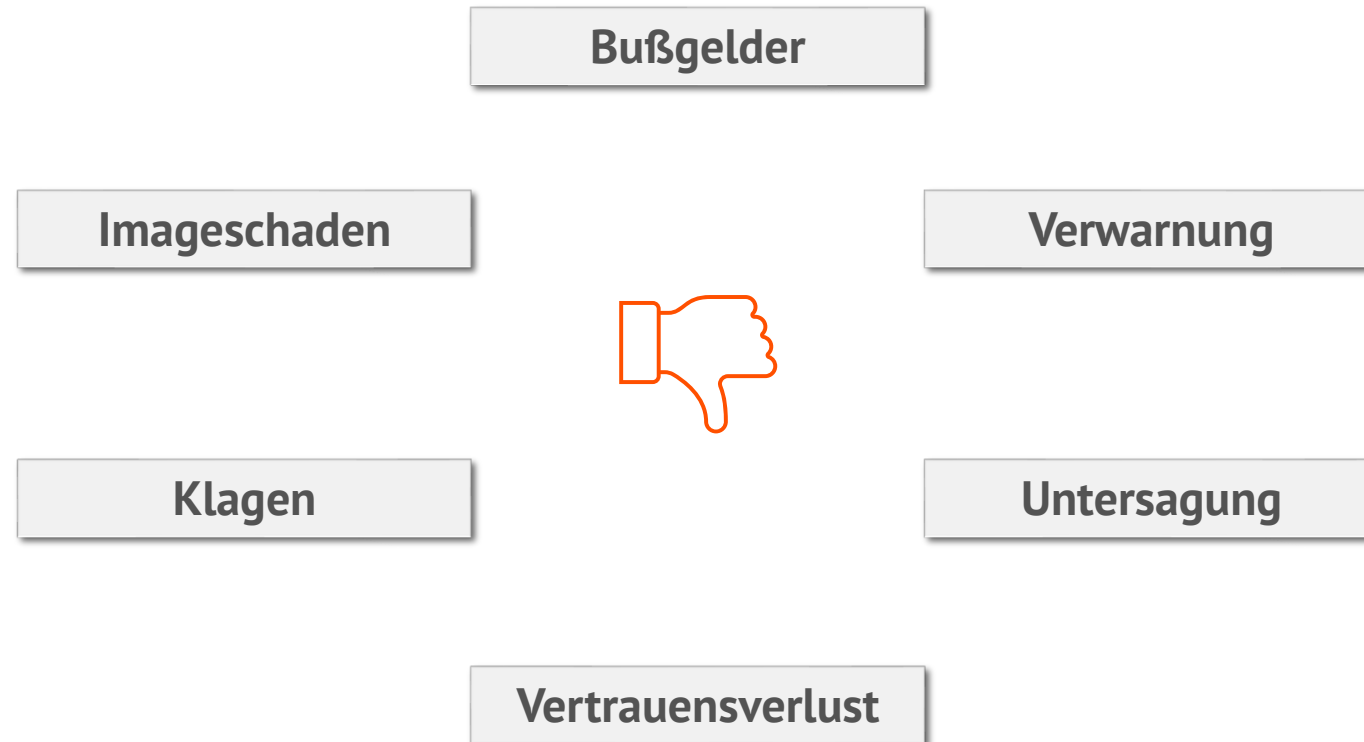 Bußgelder
Imageschaden
Verwarnung
Klagen
Untersagung
Vertrauensverlust